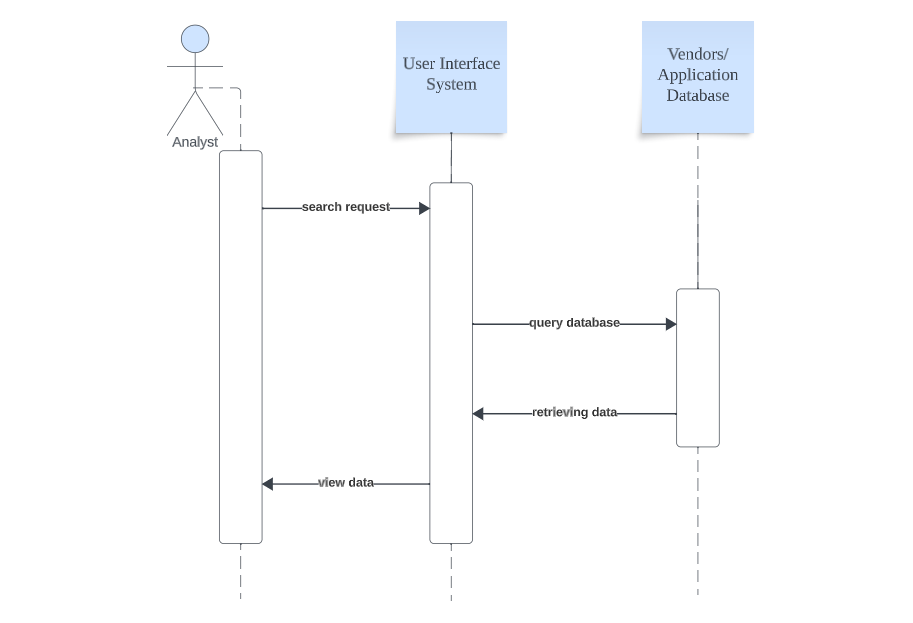 User Interface
System
Vendors/
Application
Database
Analyst
search request
query database
retrieving data
view data